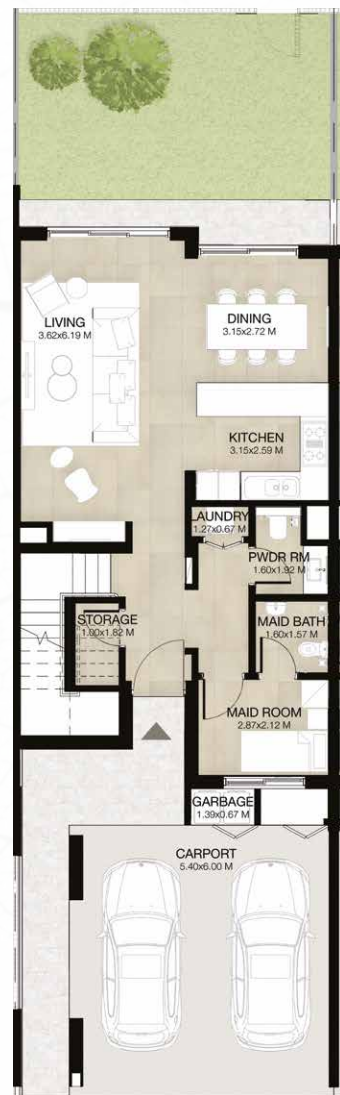 LIVING
3.62x6.19 M
DINING
3.15x2.72 M
KITCHEN
3.15x2.59 M
LAUNDRY
1.27x0.67 M
PWDR RM
1.60x1.92 M
STORAGE
1.00x1.82 M
MAID BATH
1.60x1.57 M
MAID ROOM
2.87x2.12 M
GARBAGE
1.39x0.67 M
CARPORT
5.40x6.00 M